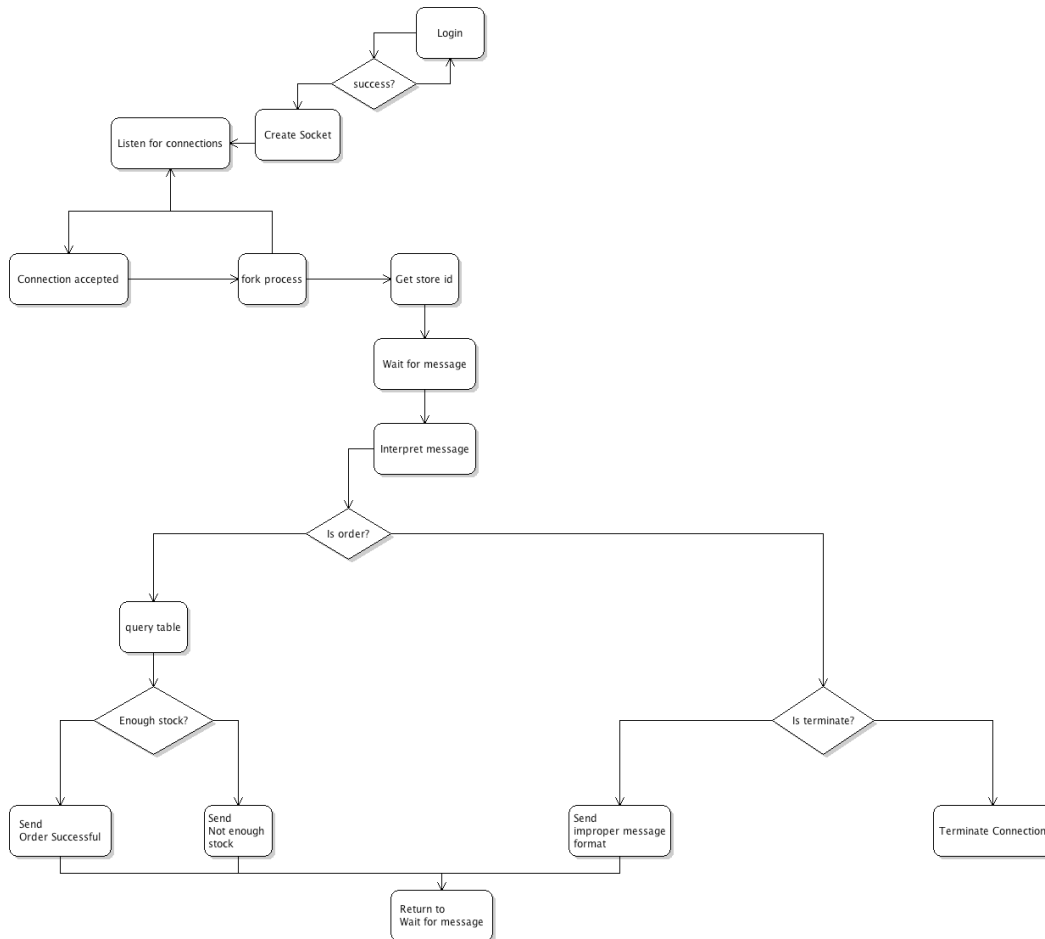 Login
success?
Create Socket
Listen for connections
Connection accepted
fork process
Get store id
Wait for message
Interpret message
Is order?
query table
Enough stock?
Is terminate?
Send
Order Successful
Send
Not enough
stock
Send
improper message
format
Terminate Connection
Return to
Wait for message